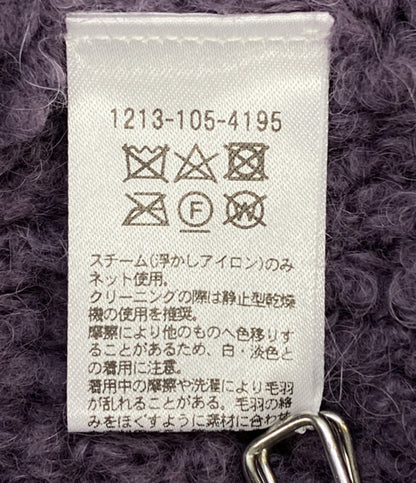 1213-105-4195
F
W
スチーム(浮かしアイロン)のみ
ネット使用。
クリーニングの際は静止型乾燥
機の使用を推奨。
摩擦により他のものへ色移りす
ることがあるため、白・淡色と
の着用に注意。
着用中の摩擦や洗濯により毛羽
が乱れることがある。毛羽の絡
みをほぐすように素材に合わせ